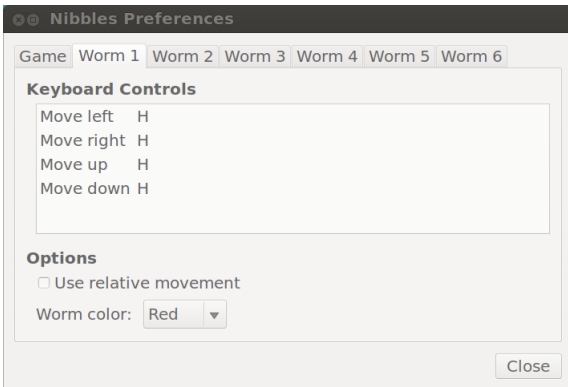 Nibbles Preferences
Game Worm 1 Worm 2 Worm 3 Worm 4 Worm 5 Worm 6
Keyboard Controls
Move left H
Move right H
Move up H
Move down H
Options
Use relative movement
Worm color: Red
Close